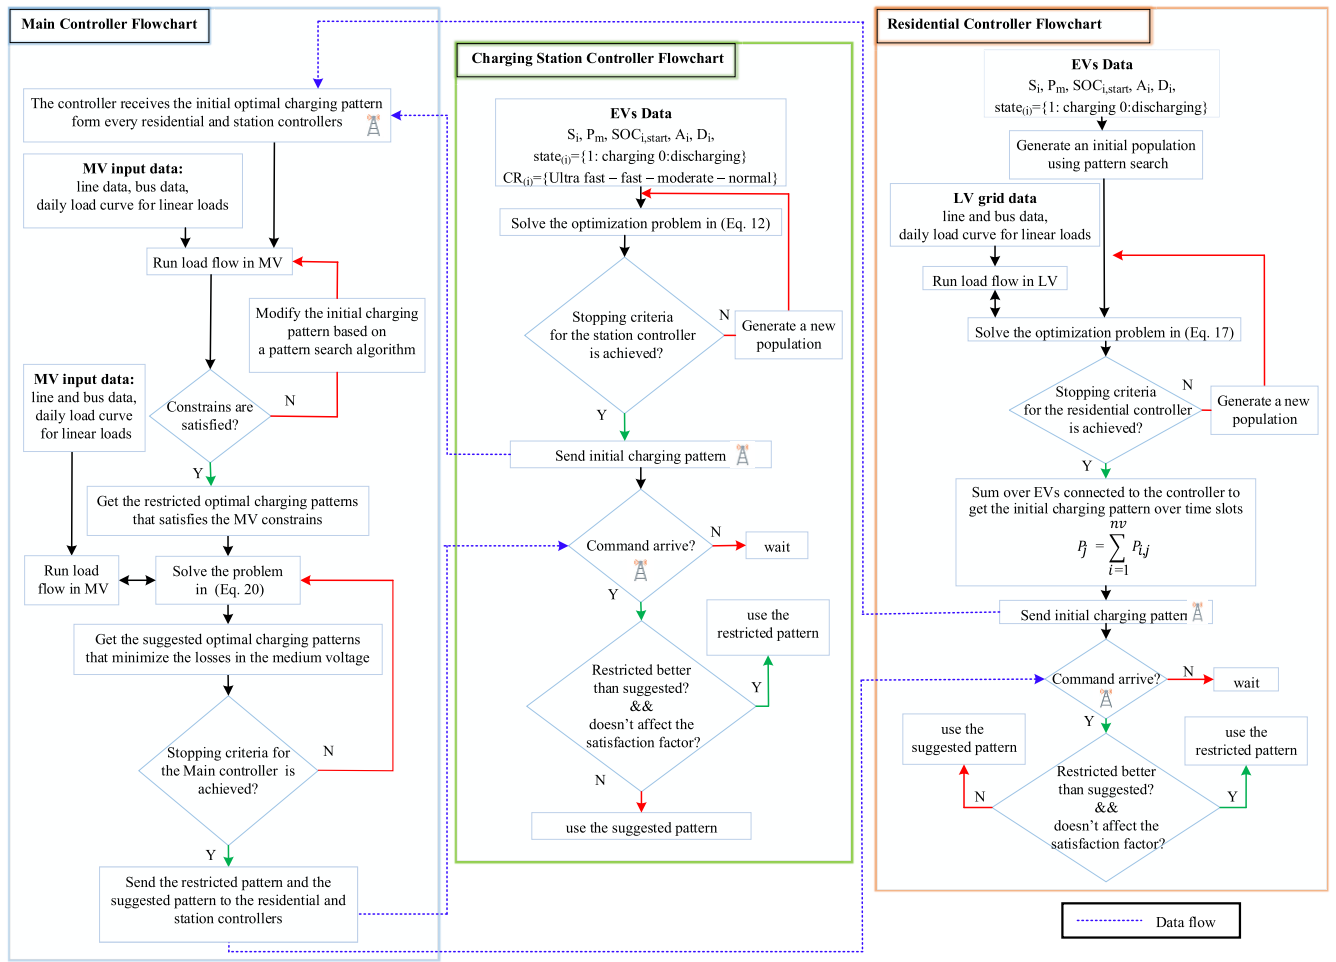 Main Controller Flowchart
The controller receives the initial optimal charging pattern
form every residential and station controllers
MV input data:
line data, bus data,
daily load curve for linear loads
Run load flow in MV
Modify the initial charging
pattern based on
a pattern search algorithm
MV input data:
line and bus data,
daily load curve
for linear loads
Constrains are
satisfied?
N
Y
Get the restricted optimal charging patterns
that satisfies the MV constrains
Run load
flow in MV
Solve the problem
in (Eq. 20)
Get the suggested optimal charging patterns
that minimize the losses in the medium voltage
Stopping criteria for
the Main controller is
achieved?
N
Y
Send the restricted pattern and the
suggested pattern to the residential and
station controllers
Charging Station Controller Flowchart
EVs Data
Si, Pm, SOCi,start, Ai, Di,
state(i)={1: charging 0:discharging}
CR(i)={Ultra fast – fast – moderate – normal}
Solve the optimization problem in (Eq. 12)
Stopping criteria
for the station controller
is achieved?
N
Generate a new
population
Y
Send initial charging pattern
Command arrive?
N
wait
Y
use the
restricted pattern
Restricted better
than suggested?
&&
doesn't affect the
satisfaction factor?
Y
N
use the suggested pattern
Residential Controller Flowchart
EVs Data
Si, Pm, SOCi,start, Ai, Di,
state(i)={1: charging 0:discharging}
Generate an initial population
using pattern search
LV grid data
line and bus data,
daily load curve for linear loads
Run load flow in LV
Solve the optimization problem in (Eq. 17)
Stopping criteria
for the residential controller
is achieved?
N
Generate a new
population
Y
Sum over EVs connected to the controller to
get the initial charging pattern over time slots
Pj = ∑_{i=1}^{nv} Pi,j
Send initial charging pattern
Command arrive?
N
wait
Y
use the
suggested pattern
use the
restricted pattern
Restricted better
than suggested?
&&
doesn't affect the
satisfaction factor?
N
Y
Data flow